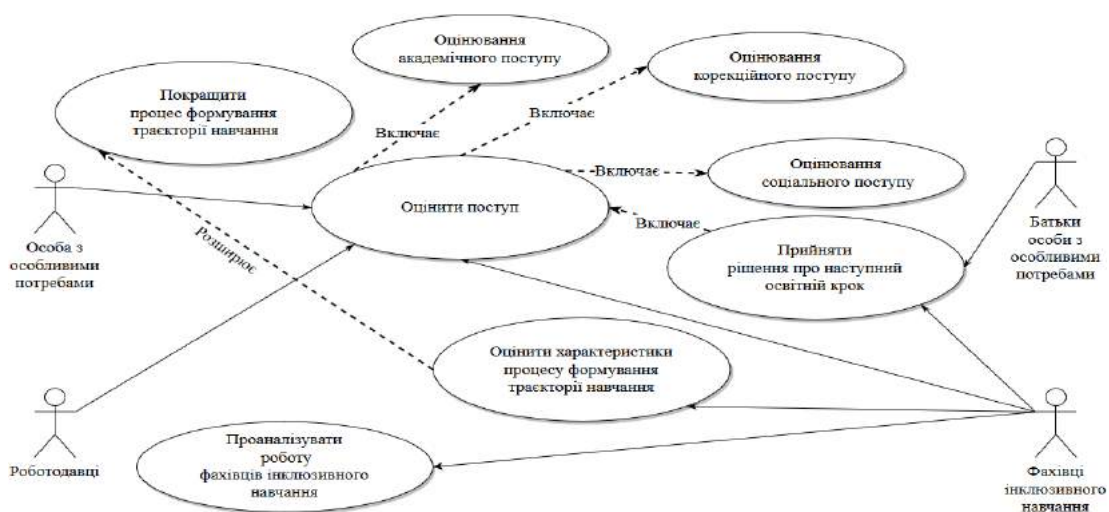 Оцінювання
академічного поступу
Оцінювання
корекційного поступу
Покращити
процес формування
траєкторії навчання
Включає
Включає
Включає
Оцінювання
соціального поступу
Оцінити поступ
Включає
Особа з
особливими
потребами
Розширює
Прийняти
рішення про наступний
освітній крок
Батьки
особи з
особливими
потребами
Оцінити характеристики
процесу формування
траєкторії навчання
Роботодавці
Проаналізувати
роботу
фахівців інклюзивного
навчання
Фахівці
інклюзивного
навчання